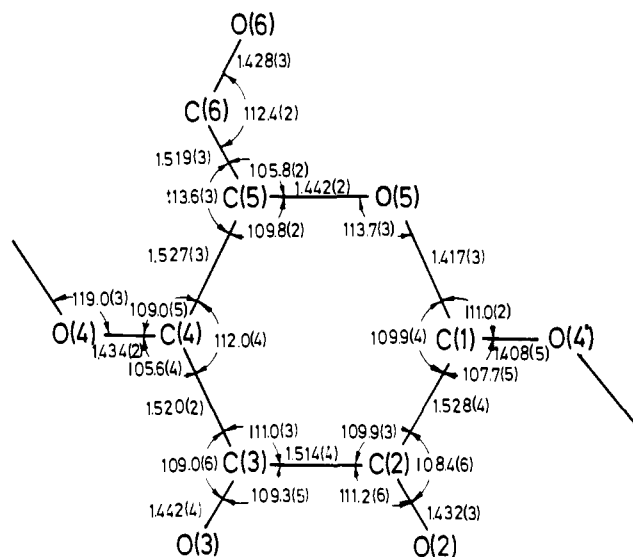 O(6)
1.428(3)
C(6)
112.4(2)
1.519(3)
105.8(2)
1.442(2)
113.6(3)
C(5)
O(5)
109.8(2)
113.7(3)
1.527(3)
1.417(3)
119.0(3)
109.0(5)
111.0(2)
O(4)
C(4)
112.0(4)
109.9(4)
C(1)
O(4')
1.434(2)
1.408(5)
105.6(4)
107.7(5)
1.520(2)
1.528(4)
111.0(3)
109.9(3)
1.514(4)
109.0(6)
C(3)
C(2)
108.4(6)
109.3(5)
111.2(6)
1.442(4)
1.432(3)
O(3)
O(2)